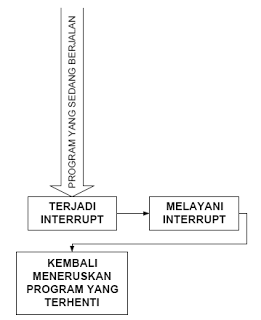 PROGRAM YANG SEDANG BERJALAN
TERJADI
INTERRUPT
MELAYANI
INTERRUPT
KEMBALI
MENERUSKAN
PROGRAM YANG
TERHENTI